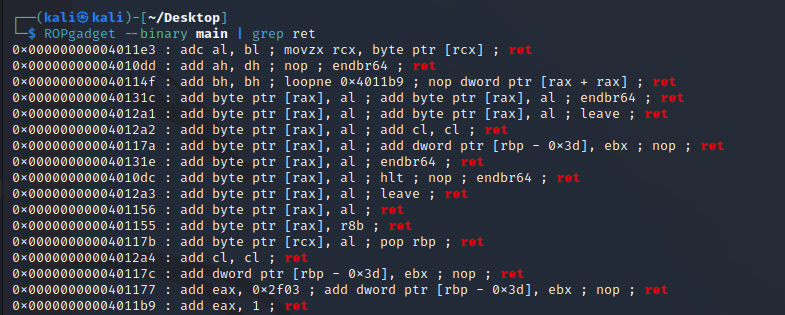 ┌──(kali㉿kali)-[~/Desktop]
└─$ ROPgadget --binary main | grep ret
0x00000000004011e3 : adc al, bl ; movzx rcx, byte ptr [rcx] ; ret
0x00000000004010dd : add ah, dh ; nop ; endbr64 ; ret
0x000000000040114f : add bh, bh ; loopne 0x4011b9 ; nop dword ptr [rax + rax] ; ret
0x000000000040131c : add byte ptr [rax], al ; add byte ptr [rax], al ; endbr64 ; ret
0x00000000004012a1 : add byte ptr [rax], al ; add byte ptr [rax], al ; leave ; ret
0x00000000004012a2 : add byte ptr [rax], al ; add cl, cl ; ret
0x000000000040117a : add byte ptr [rax], al ; add dword ptr [rbp - 0x3d], ebx ; nop ; ret
0x000000000040131e : add byte ptr [rax], al ; endbr64 ; ret
0x00000000004010dc : add byte ptr [rax], al ; hlt ; nop ; endbr64 ; ret
0x00000000004012a3 : add byte ptr [rax], al ; leave ; ret
0x0000000000401156 : add byte ptr [rax], al ; ret
0x0000000000401155 : add byte ptr [rax], r8b ; ret
0x000000000040117b : add byte ptr [rcx], al ; pop rbp ; ret
0x00000000004012a4 : add cl, cl ; ret
0x000000000040117c : add dword ptr [rbp - 0x3d], ebx ; nop ; ret
0x0000000000401177 : add eax, 0x2f03 ; add dword ptr [rbp - 0x3d], ebx ; nop ; ret
0x00000000004011b9 : add eax, 1 ; ret